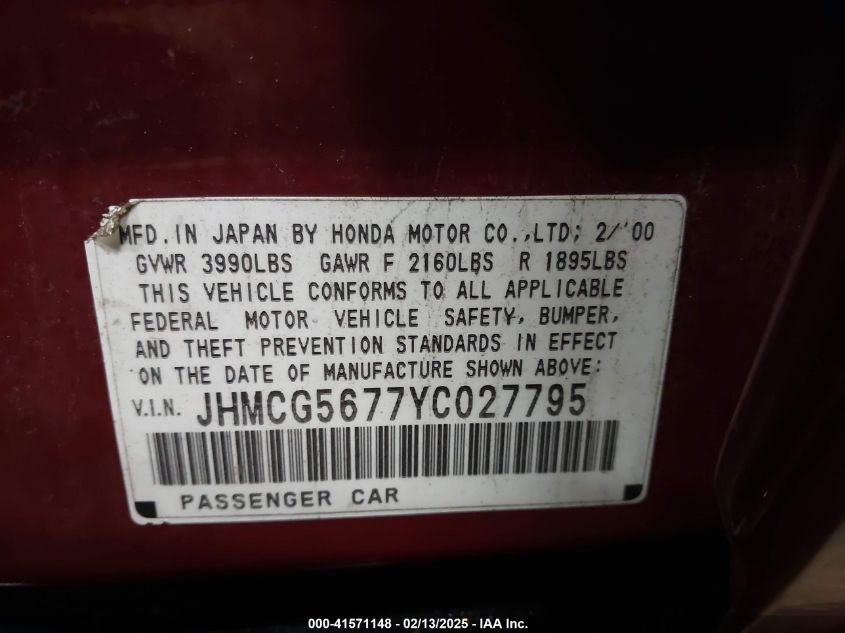 MFD. IN JAPAN BY HONDA MOTOR CO., LTD; 2/'00
GVWR 3990LBS GAWR F 2160LBS R 1895LBS
THIS VEHICLE CONFORMS TO ALL APPLICABLE
FEDERAL MOTOR VEHICLE SAFETY, BUMPER,
AND THEFT PREVENTION STANDARDS IN EFFECT
ON THE DATE OF MANUFACTURE SHOWN ABOVE:
V.I.N. JHMCG5677YC027795
PASSENGER CAR
000-41571148 - 02/13/2025 - IAA Inc.